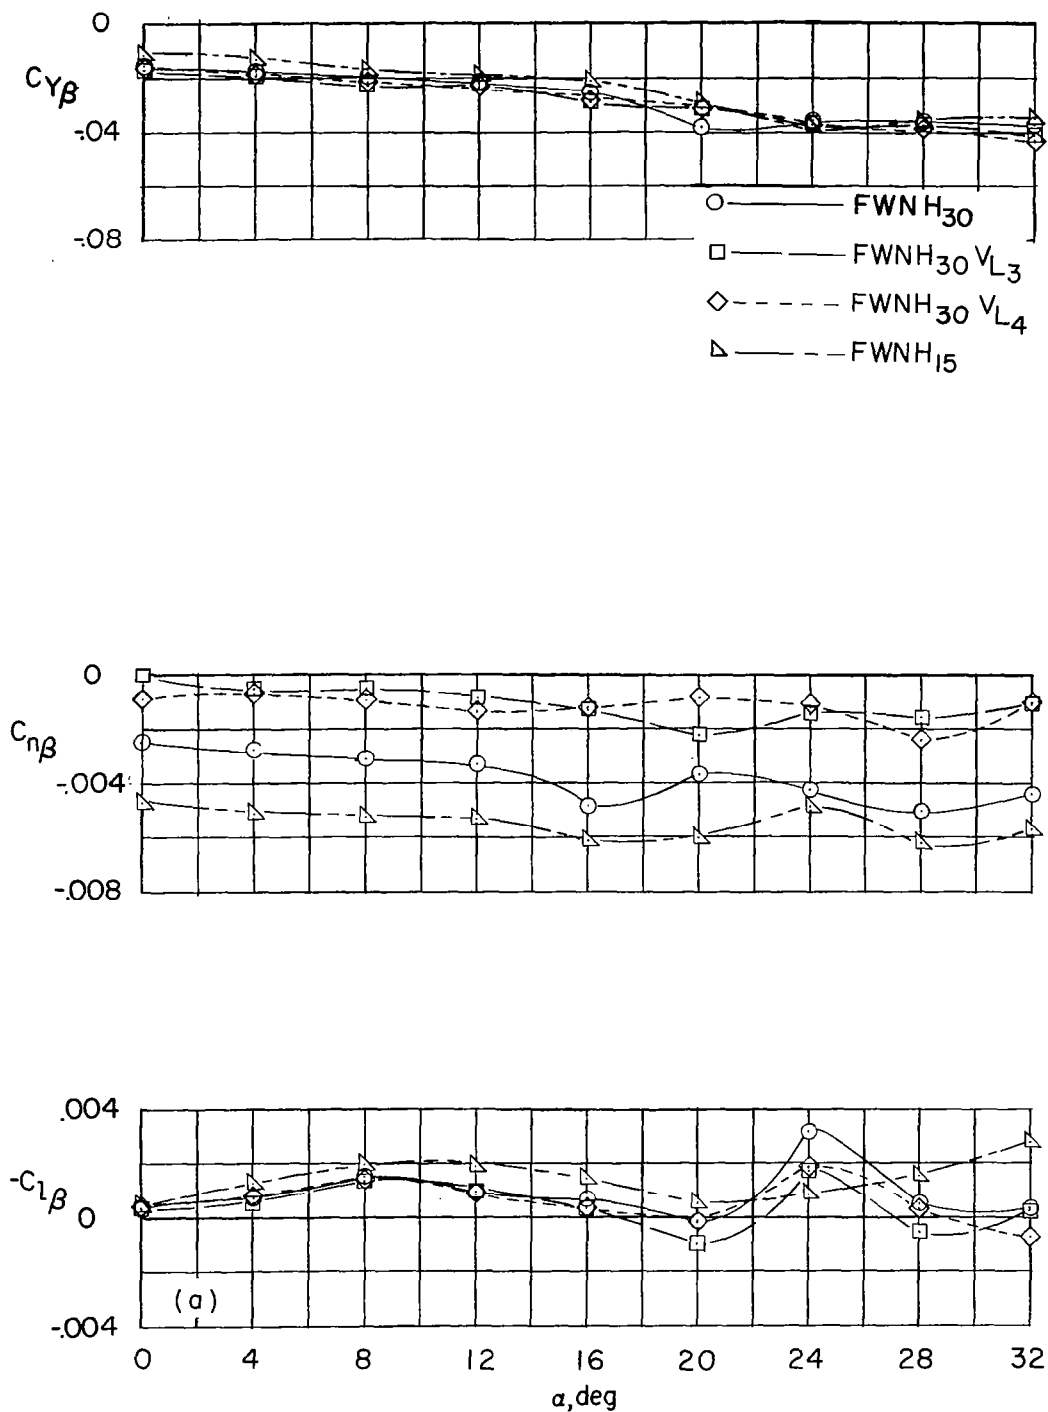 0
CYβ
-.04
-.08
FWNH30
FWNH30 VL3
FWNH30 VL4
FWNH15
0
Cnβ
-.004
-.008
.004
-Clβ
0
(a)
-.004
0 4 8 12 16 20 24 28 32
α,deg